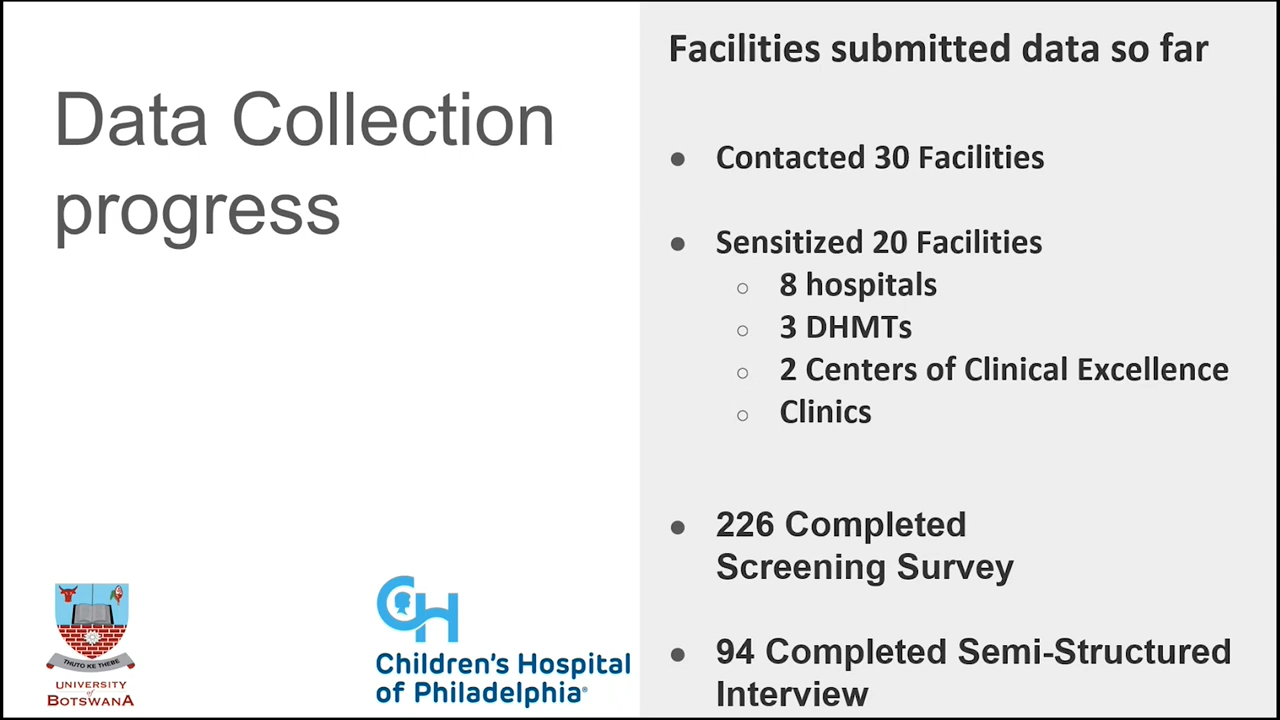 Data Collection
progress
Facilities submitted data so far
● Contacted 30 Facilities
● Sensitized 20 Facilities
○ 8 hospitals
○ 3 DHMTs
○ 2 Centers of Clinical Excellence
○ Clinics
● 226 Completed
Screening Survey
● 94 Completed Semi-Structured
Interview
THUTO KE THEBE
UNIVERSITY
of
BOTSWANA
CH
Children's Hospital
of Philadelphia®